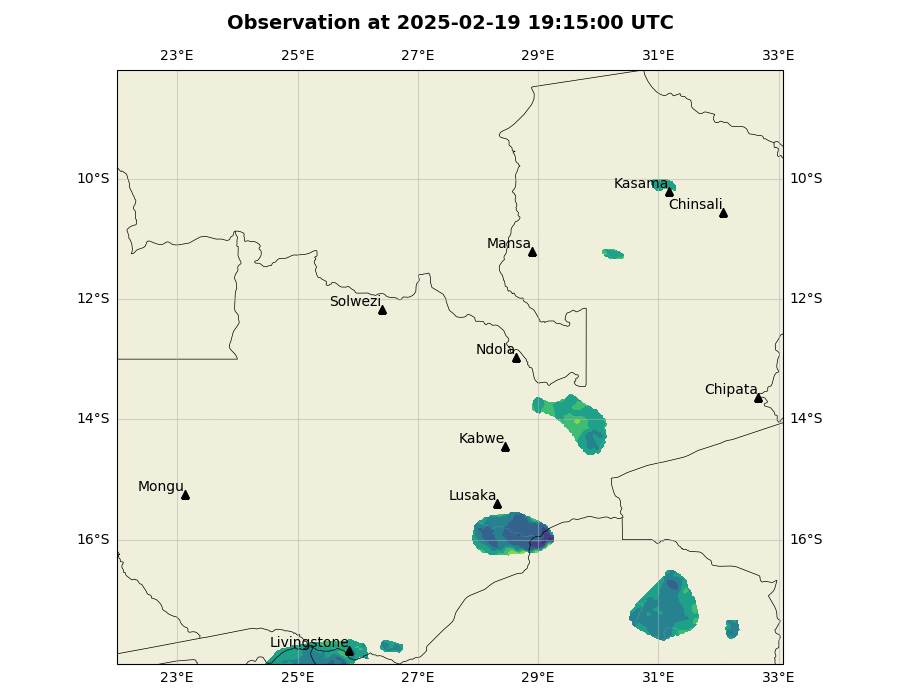 Observation at 2025-02-19 19:15:00 UTC
23°E 25°E 27°E 29°E 31°E 33°E
10°S 10°S
Kasama
Chinsali
Mansa
12°S 12°S
Solwezi
Ndola
Chipata
14°S 14°S
Kabwe
Mongu
Lusaka
16°S 16°S
Livingstone
23°E 25°E 27°E 29°E 31°E 33°E